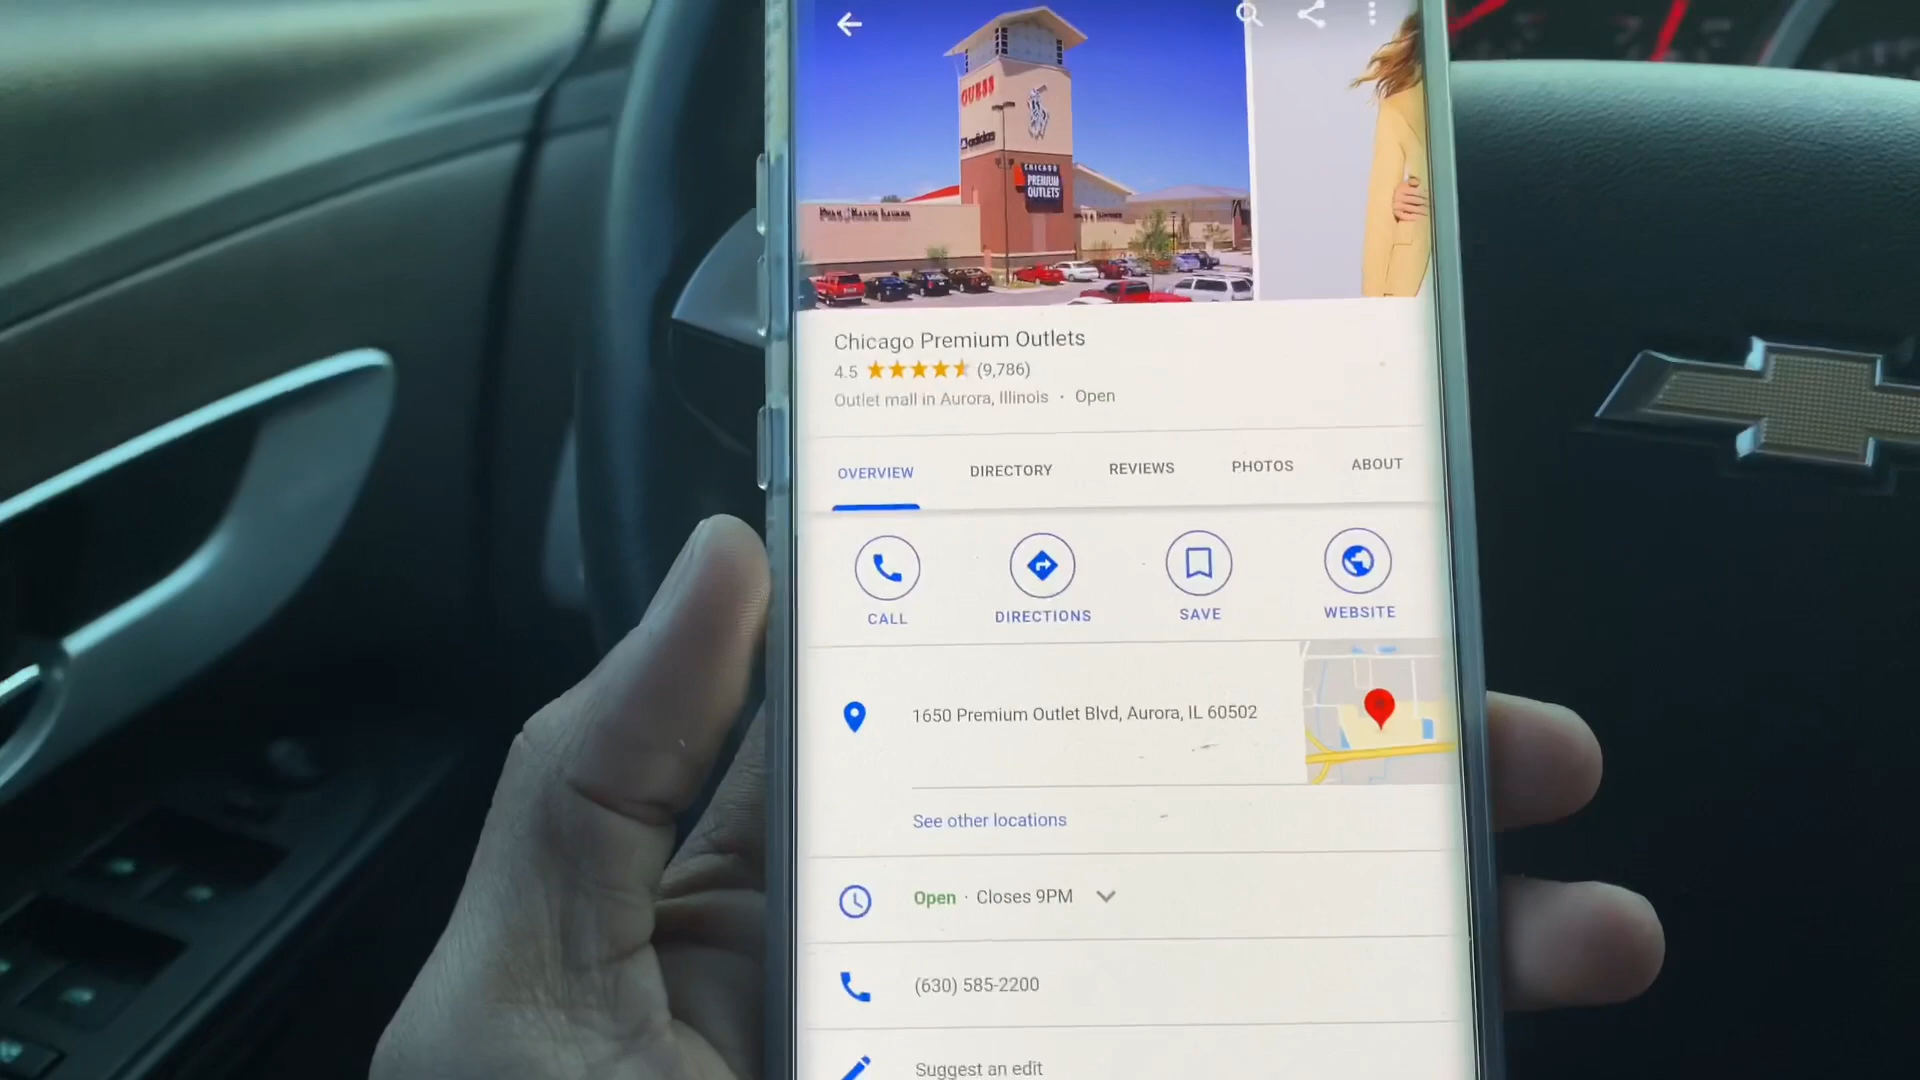 GUESS
adidas
CHICAGO
PREMIUM
OUTLETS
Chicago Premium Outlets
4.5 (9,786)
Outlet mall in Aurora, Illinois · Open
OVERVIEW DIRECTORY REVIEWS PHOTOS ABOUT
CALL DIRECTIONS SAVE WEBSITE
1650 Premium Outlet Blvd, Aurora, IL 60502
See other locations
Open · Closes 9PM
(630) 585-2200
Suggest an edit